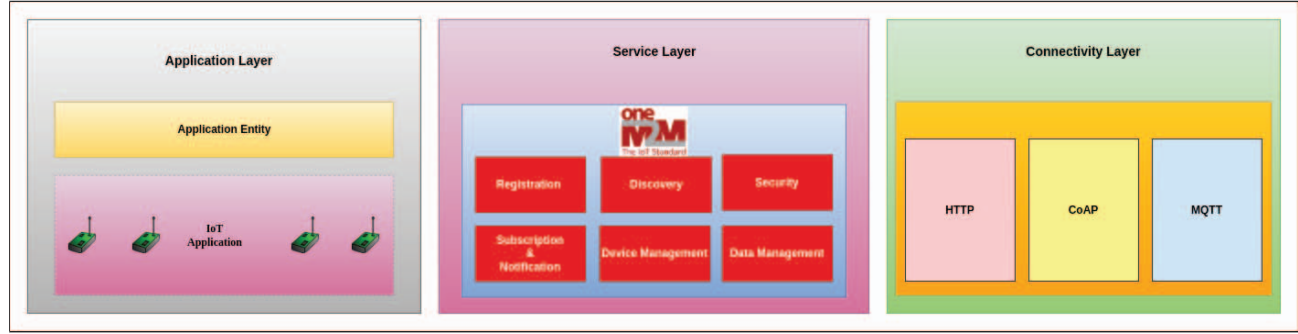 Application Layer
Application Entity
IoT
Application
Service Layer
one
M2M
The IoT Standard
Registration
Discovery
Security
Subscription
&
Notification
Device Management
Data Management
Connectivity Layer
HTTP
CoAP
MQTT